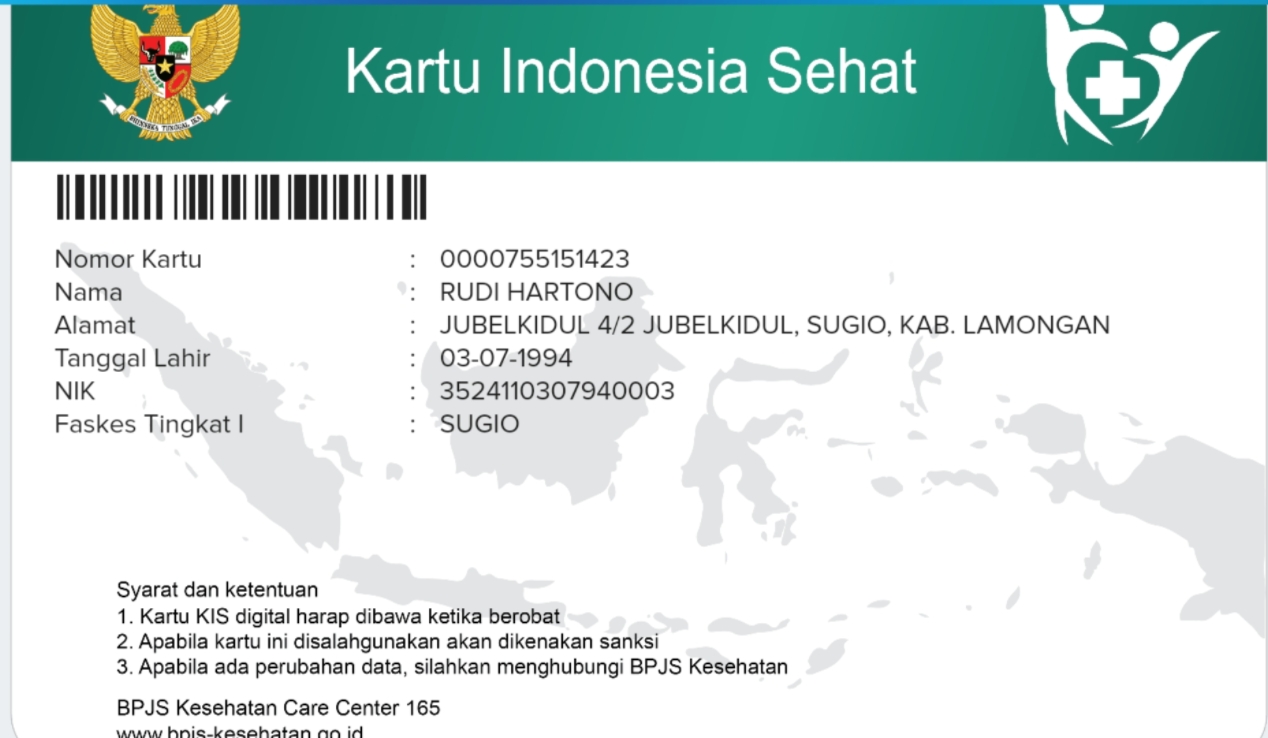 BHINNEKA TUNGGAL IKA
Kartu Indonesia Sehat
Nomor Kartu : 0000755151423
Nama : RUDI HARTONO
Alamat : JUBELKIDUL 4/2 JUBELKIDUL, SUGIO, KAB. LAMONGAN
Tanggal Lahir : 03-07-1994
NIK : 3524110307940003
Faskes Tingkat I : SUGIO
Syarat dan ketentuan
1. Kartu KIS digital harap dibawa ketika berobat
2. Apabila kartu ini disalahgunakan akan dikenakan sanksi
3. Apabila ada perubahan data, silahkan menghubungi BPJS Kesehatan
BPJS Kesehatan Care Center 165
www.bpjs-kesehatan.go.id